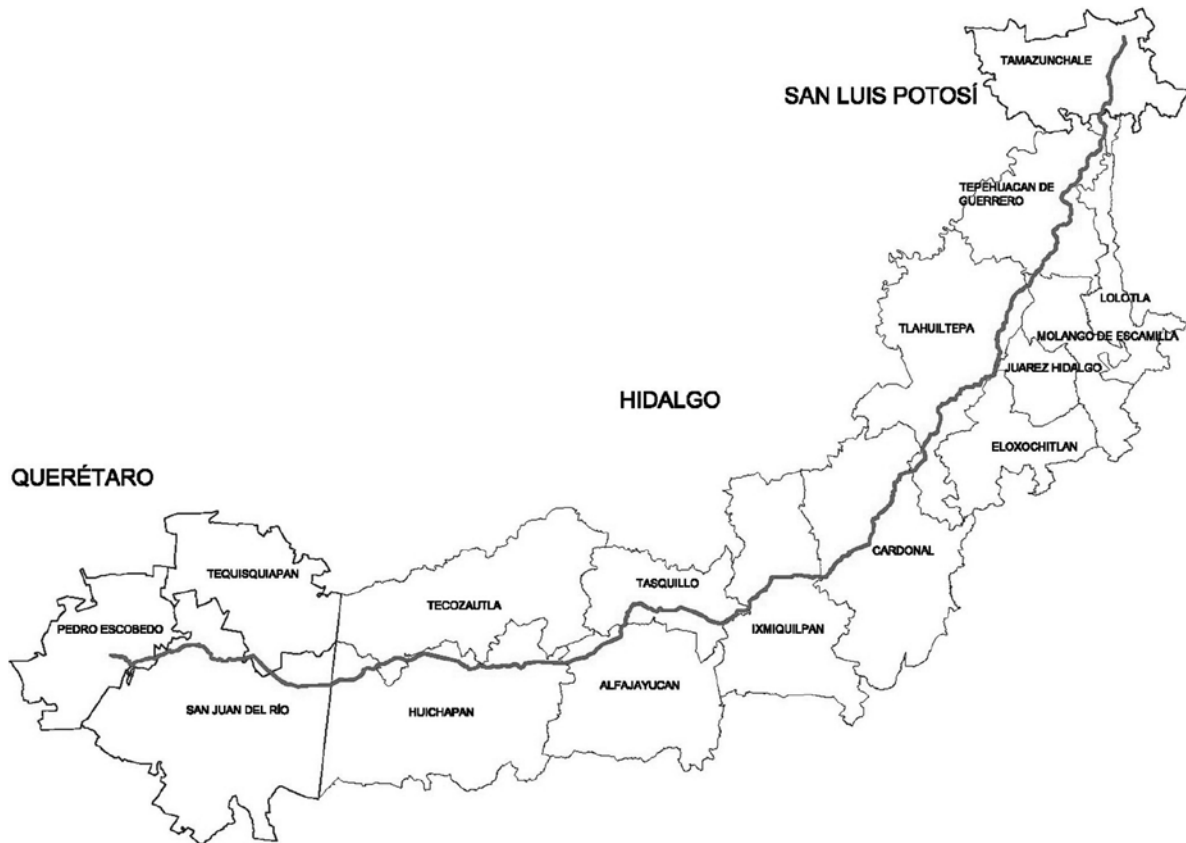 TAMAZUNCHALE
SAN LUIS POTOSÍ
TEPEHUACAN DE
GUERRERO
LOLOTLA
TLAHUILTEPA
MOLANGO DE ESCAMILLA
JUAREZ HIDALGO
HIDALGO
ELOXOCHITLAN
QUERÉTARO
CARDONAL
TEQUISQUIAPAN
TASQUILLO
TECOZAUTLA
PEDRO ESCOBEDO
IXMIQUILPAN
ALFAJAYUCAN
SAN JUAN DEL RÍO
HUICHAPAN